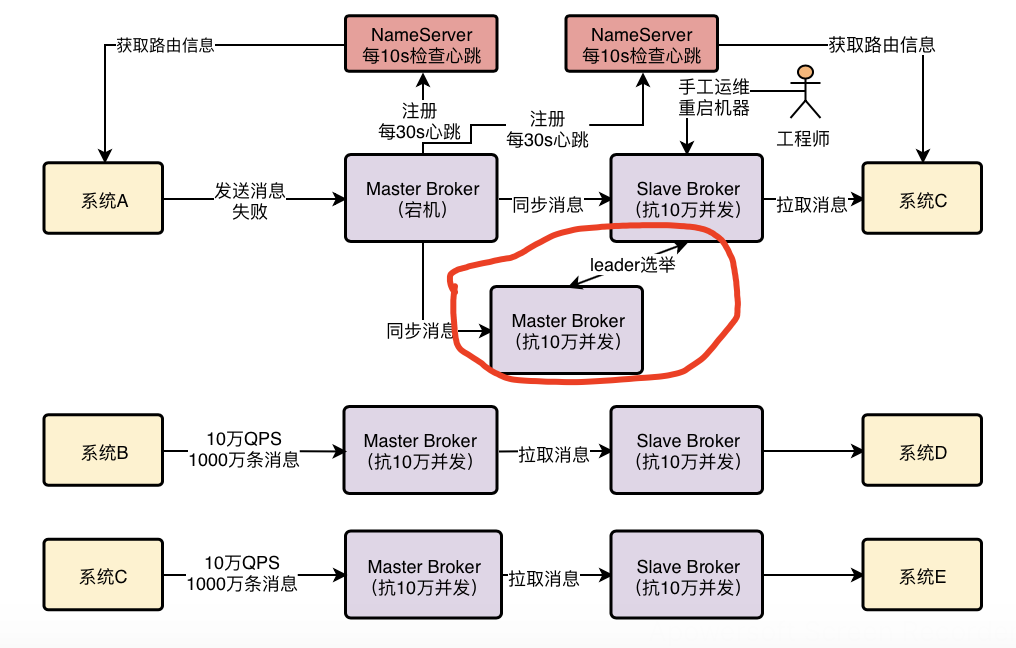 NameServer
每10s检查心跳
NameServer
每10s检查心跳
获取路由信息
获取路由信息
注册
每30s心跳
注册
每30s心跳
手工运维
重启机器
工程师
系统A
发送消息
失败
Master Broker
(宕机)
同步消息
Slave Broker
(抗10万并发)
拉取消息
系统C
leader选举
同步消息
Master Broker
(抗10万并发)
系统B
10万QPS
1000万条消息
Master Broker
(抗10万并发)
拉取消息
Slave Broker
(抗10万并发)
系统D
系统C
10万QPS
1000万条消息
Master Broker
(抗10万并发)
拉取消息
Slave Broker
(抗10万并发)
系统E